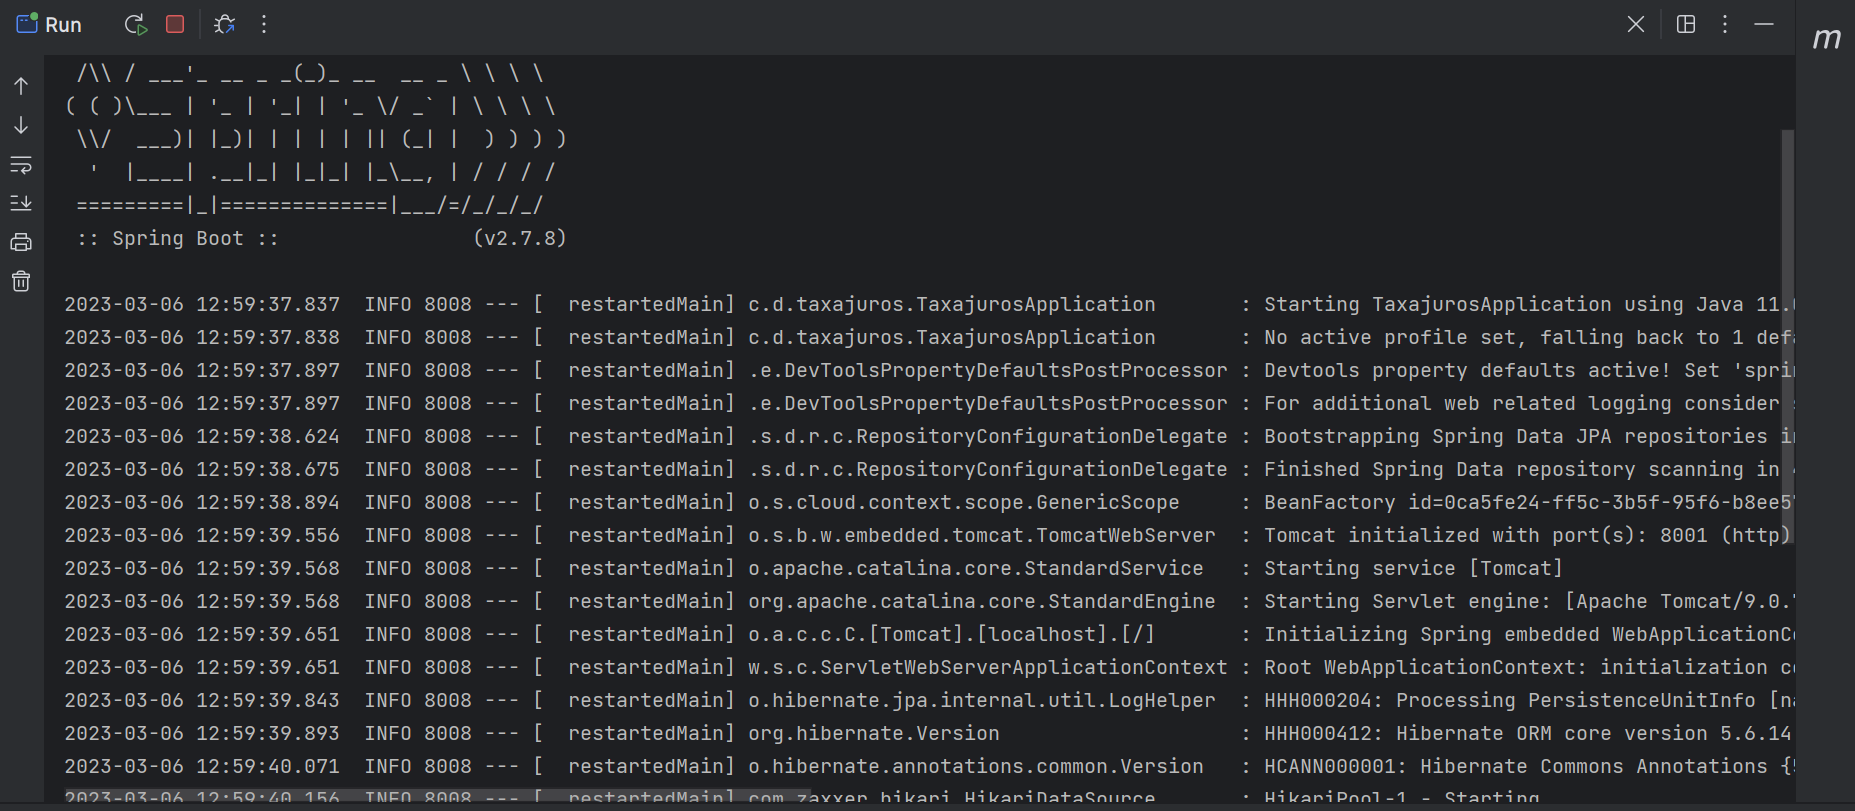 Run
m
 /\\ / ___'_ __ _ _(_)_ __  __ _ \ \ \ \
( ( )\___ | '_ | '_| | '_ \/ _` | \ \ \ \
 \\/  ___)| |_)| | | | | || (_| |  ) ) ) )
  '  |____| .__|_| |_|_| |_\__, | / / / /
 =========|_|==============|___/=/_/_/_/
 :: Spring Boot ::                (v2.7.8)
2023-03-06 12:59:37.837  INFO 8008 --- [  restartedMain] c.d.taxajuros.TaxajurosApplication       : Starting TaxajurosApplication using Java 11.
2023-03-06 12:59:37.838  INFO 8008 --- [  restartedMain] c.d.taxajuros.TaxajurosApplication       : No active profile set, falling back to 1 def
2023-03-06 12:59:37.897  INFO 8008 --- [  restartedMain] .e.DevToolsPropertyDefaultsPostProcessor : Devtools property defaults active! Set 'spri
2023-03-06 12:59:37.897  INFO 8008 --- [  restartedMain] .e.DevToolsPropertyDefaultsPostProcessor : For additional web related logging consider
2023-03-06 12:59:38.624  INFO 8008 --- [  restartedMain] .s.d.r.c.RepositoryConfigurationDelegate : Bootstrapping Spring Data JPA repositories i
2023-03-06 12:59:38.675  INFO 8008 --- [  restartedMain] .s.d.r.c.RepositoryConfigurationDelegate : Finished Spring Data repository scanning in
2023-03-06 12:59:38.894  INFO 8008 --- [  restartedMain] o.s.cloud.context.scope.GenericScope     : BeanFactory id=0ca5fe24-ff5c-3b5f-95f6-b8ee5
2023-03-06 12:59:39.556  INFO 8008 --- [  restartedMain] o.s.b.w.embedded.tomcat.TomcatWebServer  : Tomcat initialized with port(s): 8001 (http)
2023-03-06 12:59:39.568  INFO 8008 --- [  restartedMain] o.apache.catalina.core.StandardService   : Starting service [Tomcat]
2023-03-06 12:59:39.568  INFO 8008 --- [  restartedMain] org.apache.catalina.core.StandardEngine  : Starting Servlet engine: [Apache Tomcat/9.0.
2023-03-06 12:59:39.651  INFO 8008 --- [  restartedMain] o.a.c.c.C.[Tomcat].[localhost].[/]       : Initializing Spring embedded WebApplicationC
2023-03-06 12:59:39.651  INFO 8008 --- [  restartedMain] w.s.c.ServletWebServerApplicationContext : Root WebApplicationContext: initialization c
2023-03-06 12:59:39.843  INFO 8008 --- [  restartedMain] o.hibernate.jpa.internal.util.LogHelper  : HHH000204: Processing PersistenceUnitInfo [n
2023-03-06 12:59:39.893  INFO 8008 --- [  restartedMain] org.hibernate.Version                    : HHH000412: Hibernate ORM core version 5.6.14
2023-03-06 12:59:40.071  INFO 8008 --- [  restartedMain] o.hibernate.annotations.common.Version   : HCANN000001: Hibernate Commons Annotations {
2023-03-06 12:59:40.156  INFO 8008 --- [  restartedMain] com.zaxxer.hikari.HikariDataSource       : HikariPool-1 - Starting